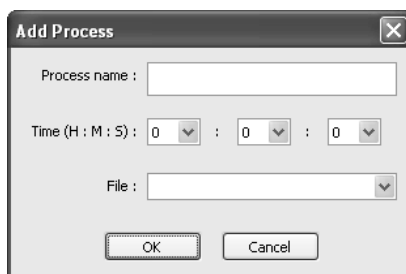 Add Process
Process name :
Time (H : M : S) : 0 : 0 : 0
File :
OK Cancel